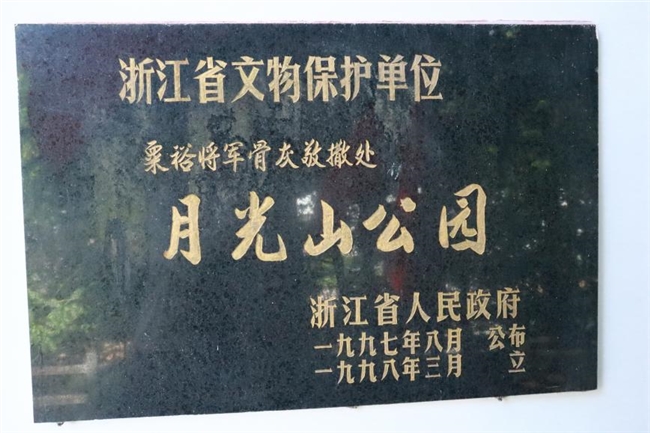 浙江省文物保护单位
粟裕将军骨灰敬撒处
月光山公园
浙江省人民政府
一九九七年八月 公布
一九九八年三月 立